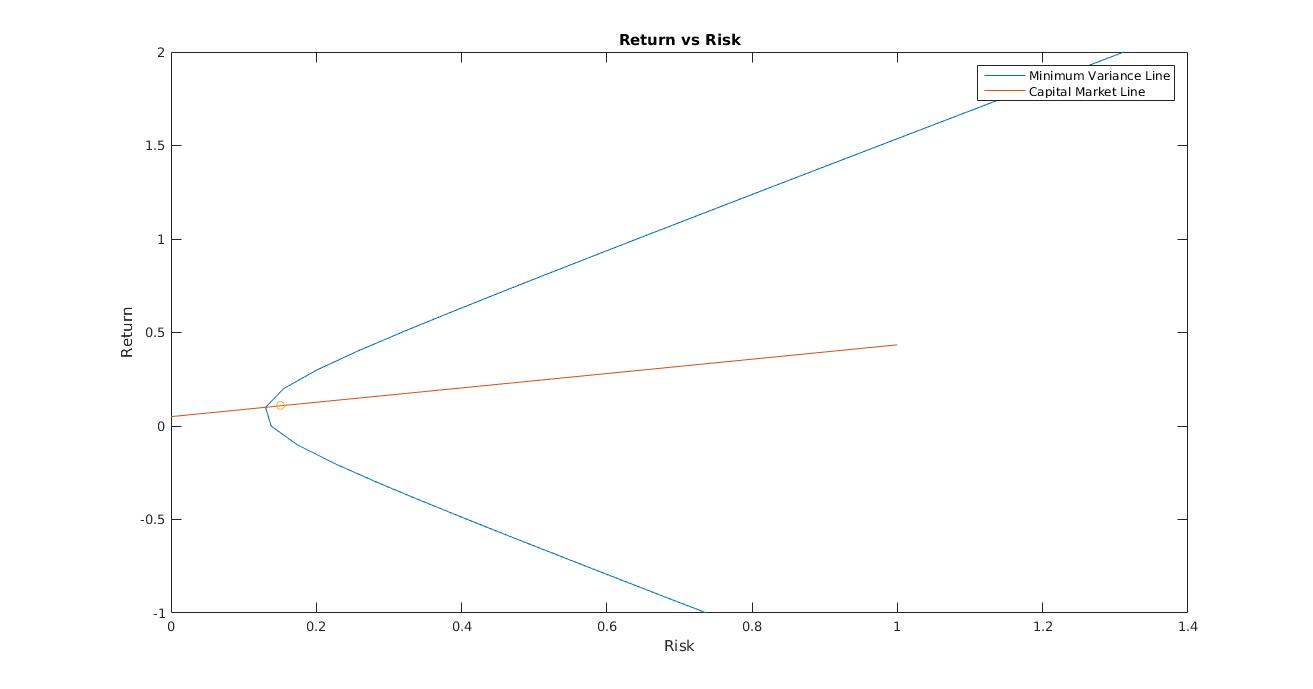 Return vs Risk
2
Minimum Variance Line
Capital Market Line
1.5
1
0.5
Return
0
-0.5
-1
0 0.2 0.4 0.6 0.8 1 1.2 1.4
Risk